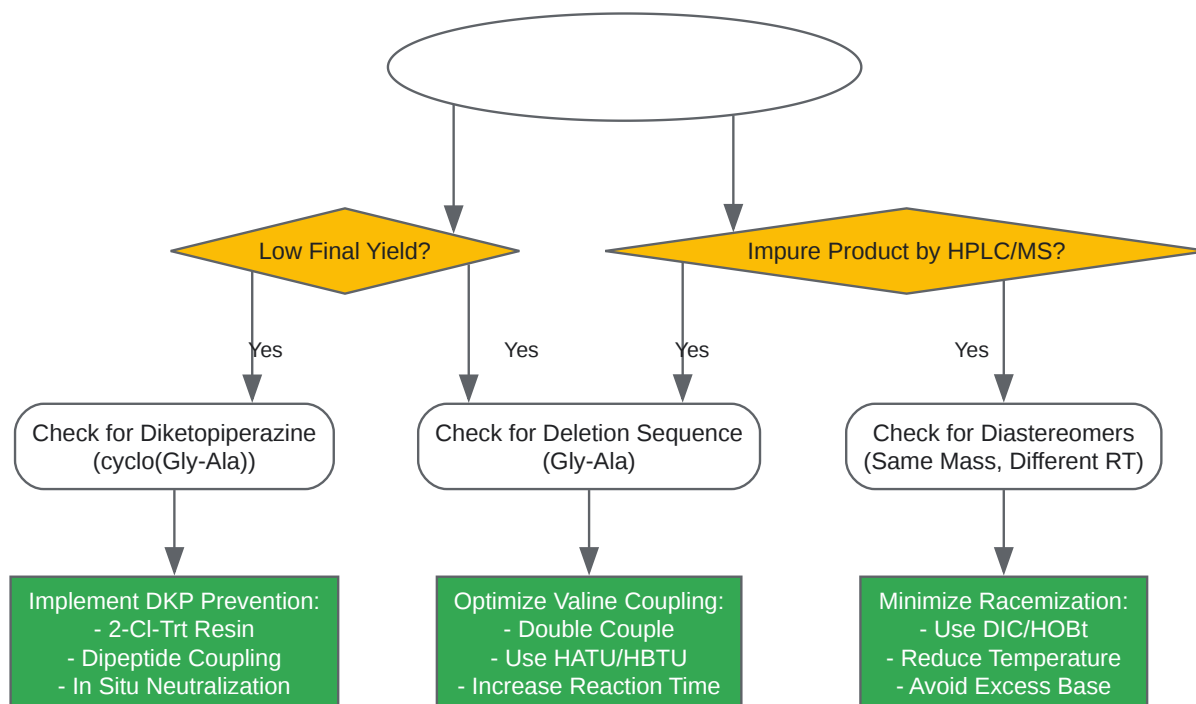 Low Final Yield?
Impure Product by HPLC/MS?
Yes
Yes
Yes
Yes
Check for Diketopiperazine
(cyclo(Gly-Ala))
Check for Deletion Sequence
(Gly-Ala)
Check for Diastereomers
(Same Mass, Different RT)
Implement DKP Prevention:
- 2-Cl-Trt Resin
- Dipeptide Coupling
- In Situ Neutralization
Optimize Valine Coupling:
- Double Couple
- Use HATU/HBTU
- Increase Reaction Time
Minimize Racemization:
- Use DIC/HOBt
- Reduce Temperature
- Avoid Excess Base